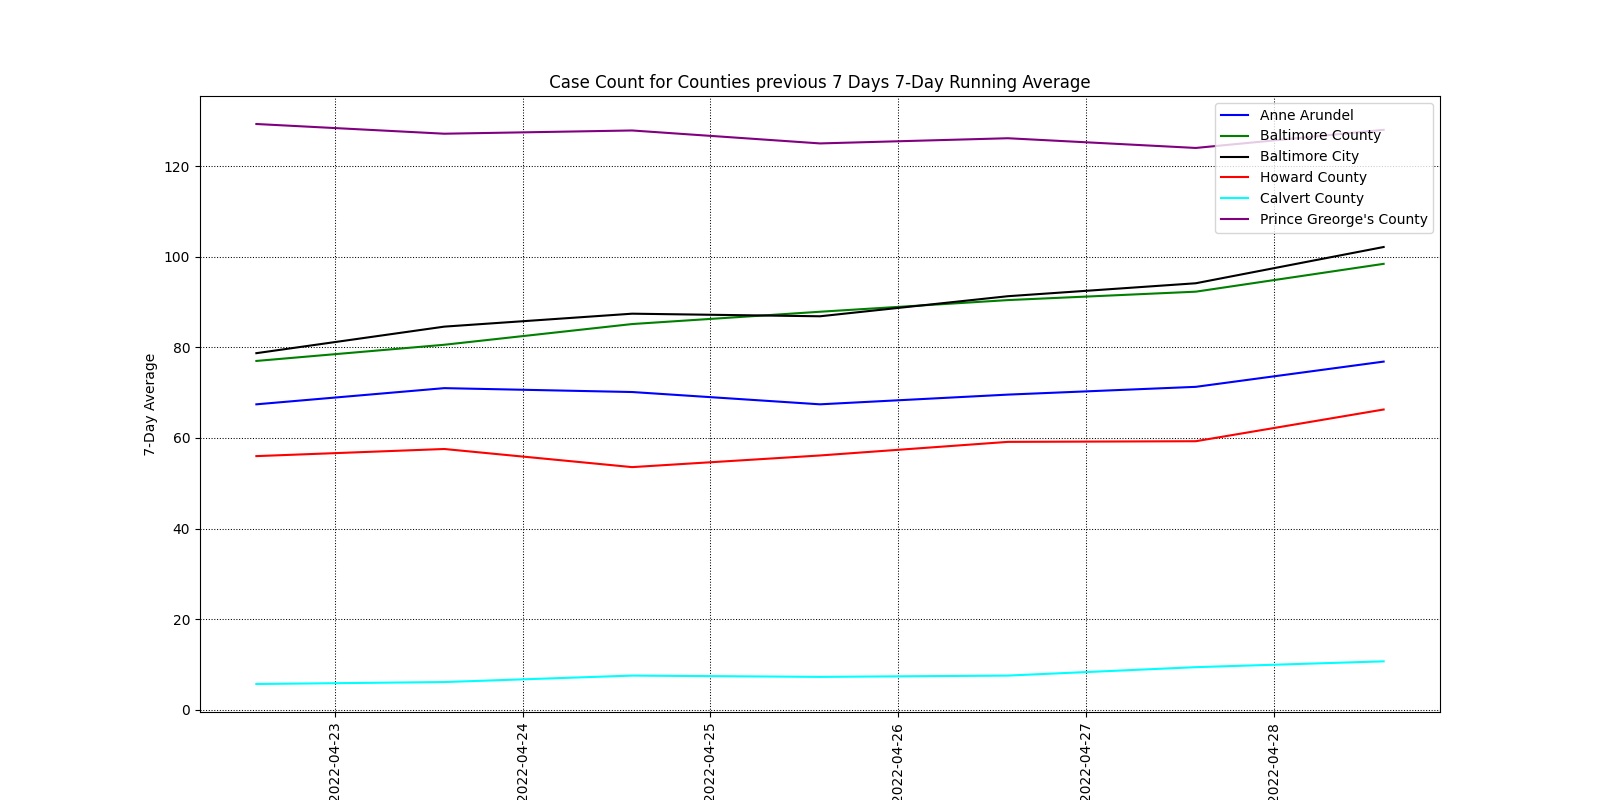 Case Count for Counties previous 7 Days 7-Day Running Average
Anne Arundel
Baltimore County
Baltimore City
Howard County
Calvert County
Prince Greorge's County
7-Day Average
120
100
80
60
40
20
0
2022-04-23
2022-04-24
2022-04-25
2022-04-26
2022-04-27
2022-04-28